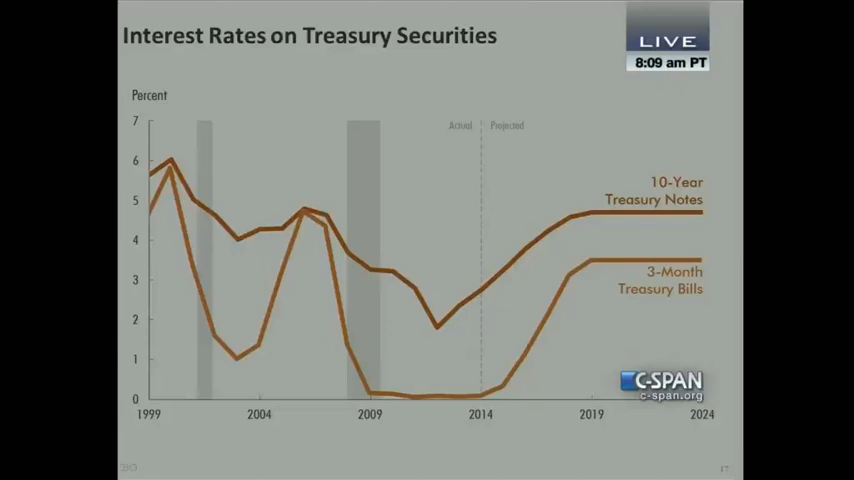 Interest Rates on Treasury Securities
LIVE
8:09 am PT
Percent
7
6
5
4
3
2
1
0
Actual
Projected
10-Year
Treasury Notes
3-Month
Treasury Bills
C-SPAN
c-span.org
1999
2004
2009
2014
2019
2024
17